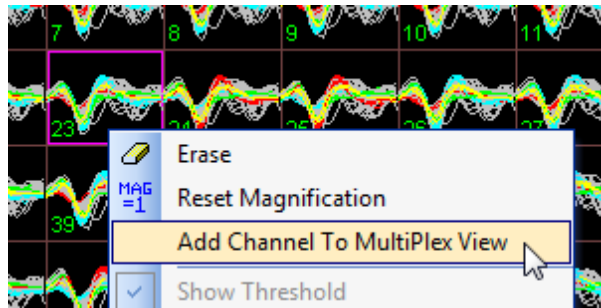 7 8 9 10 11
23 24 25 26 27
Erase
MAG
=1
Reset Magnification
39
Add Channel To MultiPlex View
Show Threshold